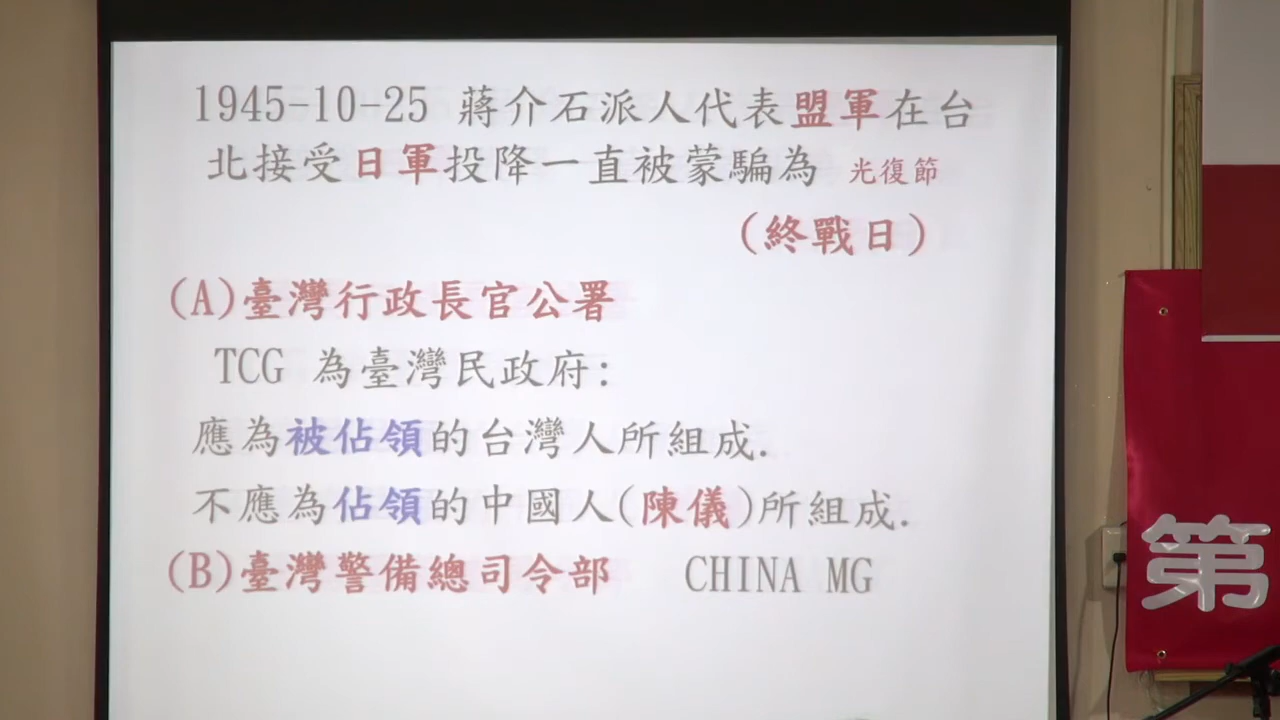 1945-10-25 蔣介石派人代表盟軍在台
北接受日軍投降一直被蒙騙為 光復節
(終戰日)
(A)臺灣行政長官公署
TCG 為臺灣民政府:
應為被佔領的台灣人所組成.
不應為佔領的中國人(陳儀)所組成.
(B)臺灣警備總司令部 CHINA MG
第